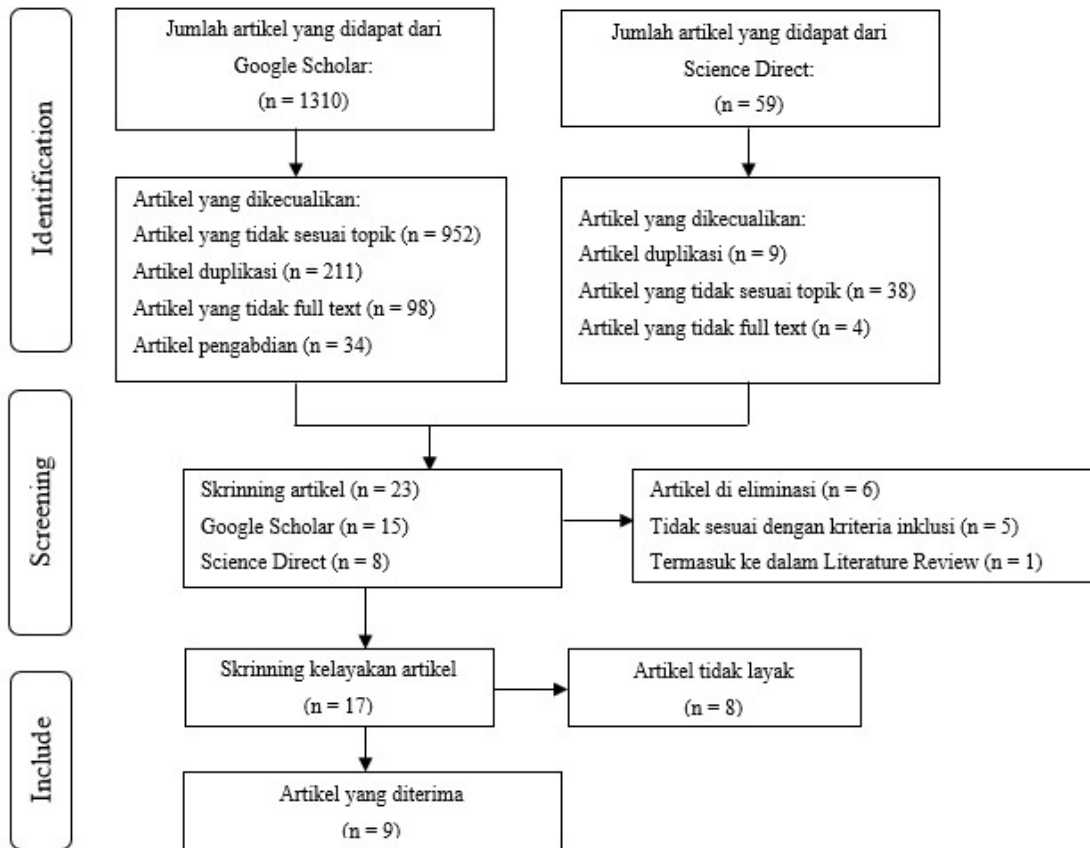 Identification
Jumlah artikel yang didapat dari
Google Scholar:
(n = 1310)
Jumlah artikel yang didapat dari
Science Direct:
(n = 59)
Artikel yang dikecualikan:
Artikel yang tidak sesuai topik (n = 952)
Artikel duplikasi (n = 211)
Artikel yang tidak full text (n = 98)
Artikel pengabdian (n = 34)
Artikel yang dikecualikan:
Artikel duplikasi (n = 9)
Artikel yang tidak sesuai topik (n = 38)
Artikel yang tidak full text (n = 4)
Screening
Skrinning artikel (n = 23)
Google Scholar (n = 15)
Science Direct (n = 8)
Artikel di eliminasi (n = 6)
Tidak sesuai dengan kriteria inklusi (n = 5)
Termasuk ke dalam Literature Review (n = 1)
Include
Skrinning kelayakan artikel
(n = 17)
Artikel tidak layak
(n = 8)
Artikel yang diterima
(n = 9)